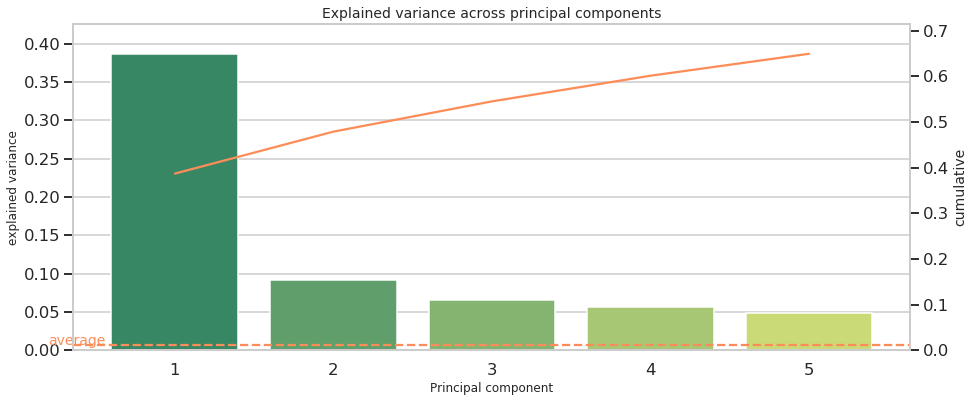 Explained variance across principal components
0.40
0.35
0.30
0.25
0.20
0.15
0.10
0.05
0.00
explained variance
average
0.7
0.6
0.5
0.4
0.3
0.2
0.1
0.0
cumulative
1 2 3 4 5
Principal component